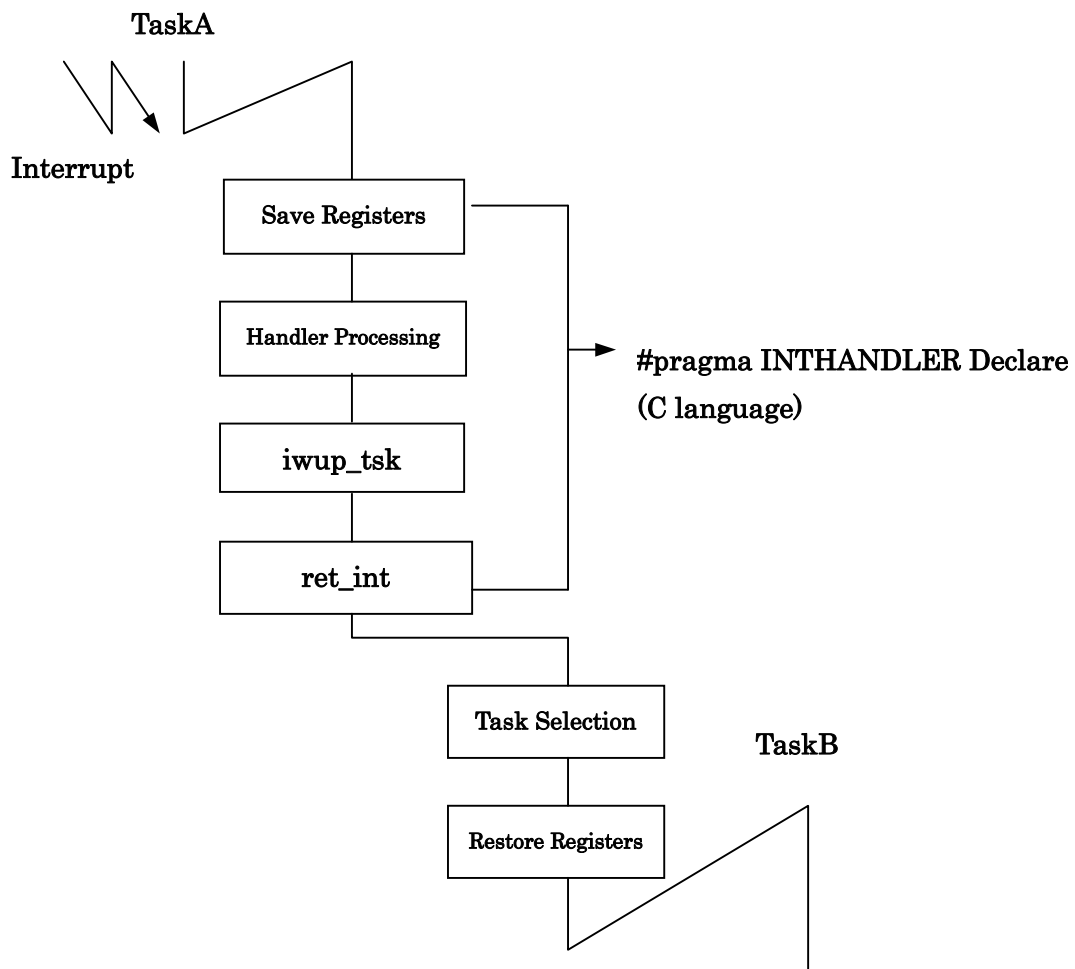 TaskA
Interrupt
Save Registers
Handler Processing
#pragma INTHANDLER Declare
(C language)
iwup_tsk
ret_int
Task Selection
TaskB
Restore Registers